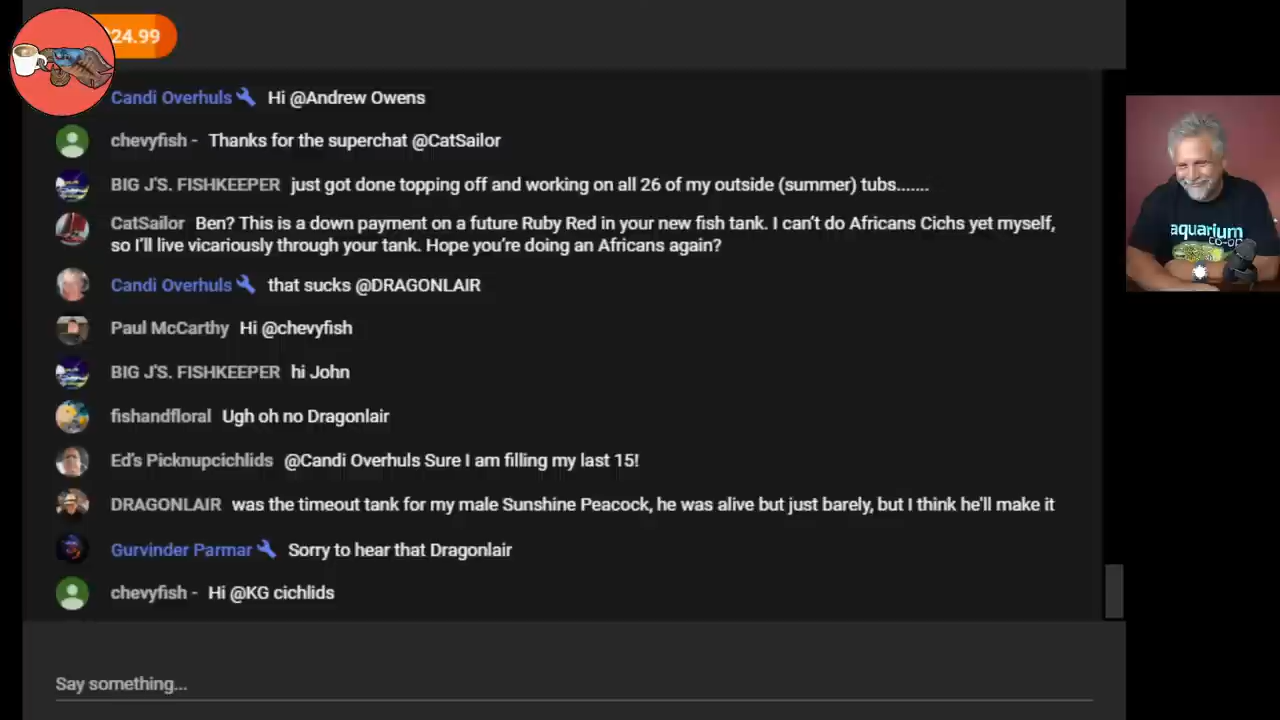 24.99
Candi Overhuls Hi @Andrew Owens
chevyfish - Thanks for the superchat @CatSailor
BIG J'S. FISHKEEPER just got done topping off and working on all 26 of my outside (summer) tubs.......
CatSailor Ben? This is a down payment on a future Ruby Red in your new fish tank. I can't do Africans Cichs yet myself,
so I'll live vicariously through your tank. Hope you're doing an Africans again?
Candi Overhuls that sucks @DRAGONLAIR
Paul McCarthy Hi @chevyfish
BIG J'S. FISHKEEPER hi John
fishandfloral Ugh oh no Dragonlair
Ed's Picknupcichlids @Candi Overhuls Sure I am filling my last 15!
DRAGONLAIR was the timeout tank for my male Sunshine Peacock, he was alive but just barely, but I think he'll make it
Gurvinder Parmar Sorry to hear that Dragonlair
chevyfish - Hi @KG cichlids
Say something...
aquarium
co-op